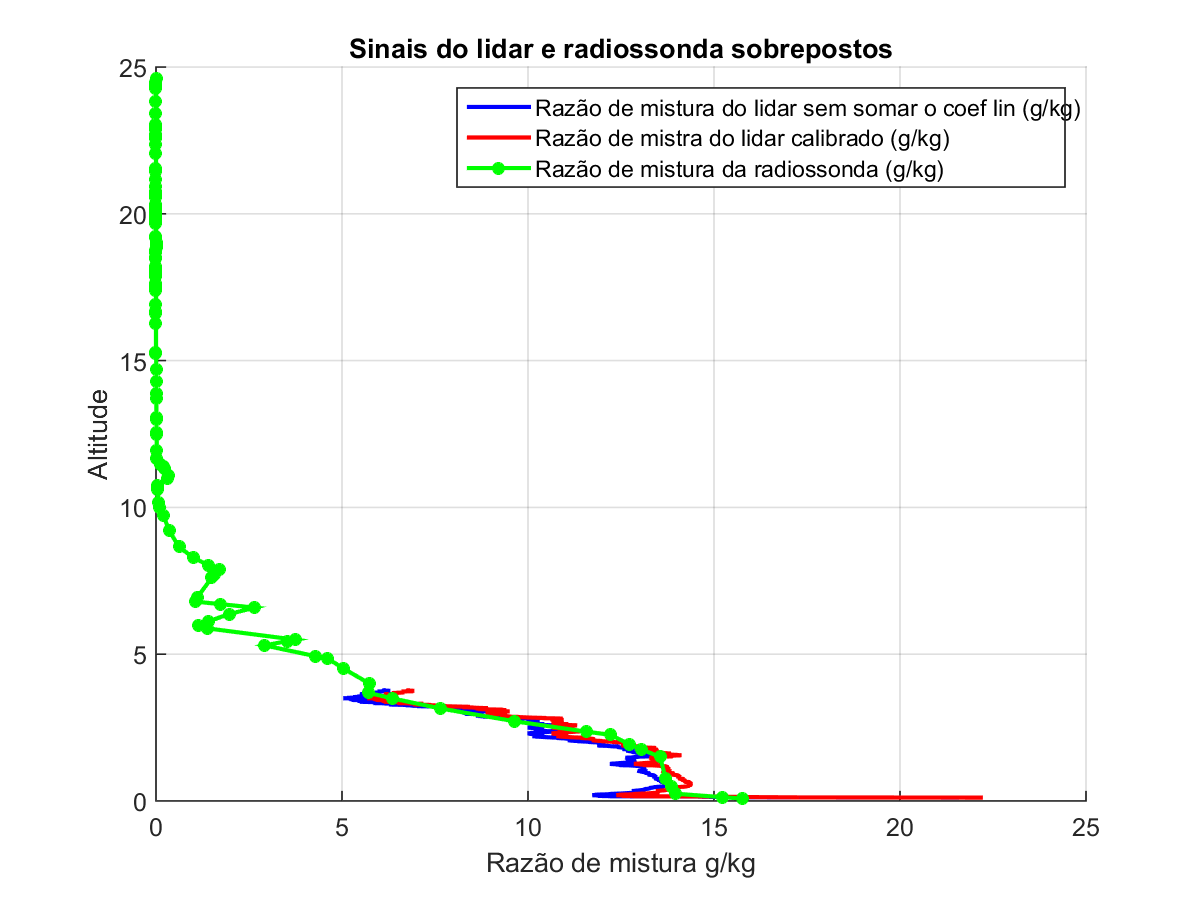 Sinais do lidar e radiossonda sobrepostos
25
Razão de mistura do lidar sem somar o coef lin (g/kg)
Razão de mistra do lidar calibrado (g/kg)
Razão de mistura da radiossonda (g/kg)
20
15
Altitude
10
5
0
0 5 10 15 20 25
Razão de mistura g/kg